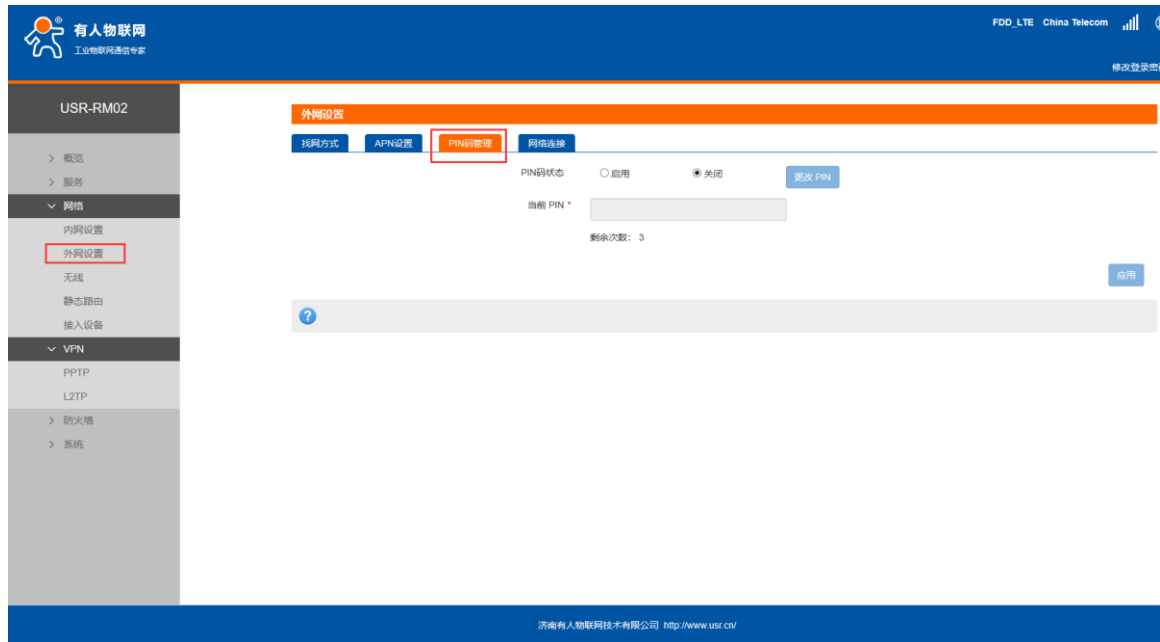 有人物联网
工业物联网通信专家
FDD_LTE China Telecom
修改登录密
USR-RM02
概览
服务
网络
内网设置
外网设置
无线
静态路由
接入设备
VPN
PPTP
L2TP
防火墙
系统
外网设置
找网方式 APN设置 PIN码管理 网络连接
PIN码状态 启用 关闭 更改 PIN
当前 PIN *
剩余次数： 3
应用
济南有人物联网技术有限公司 http://www.usr.cn/